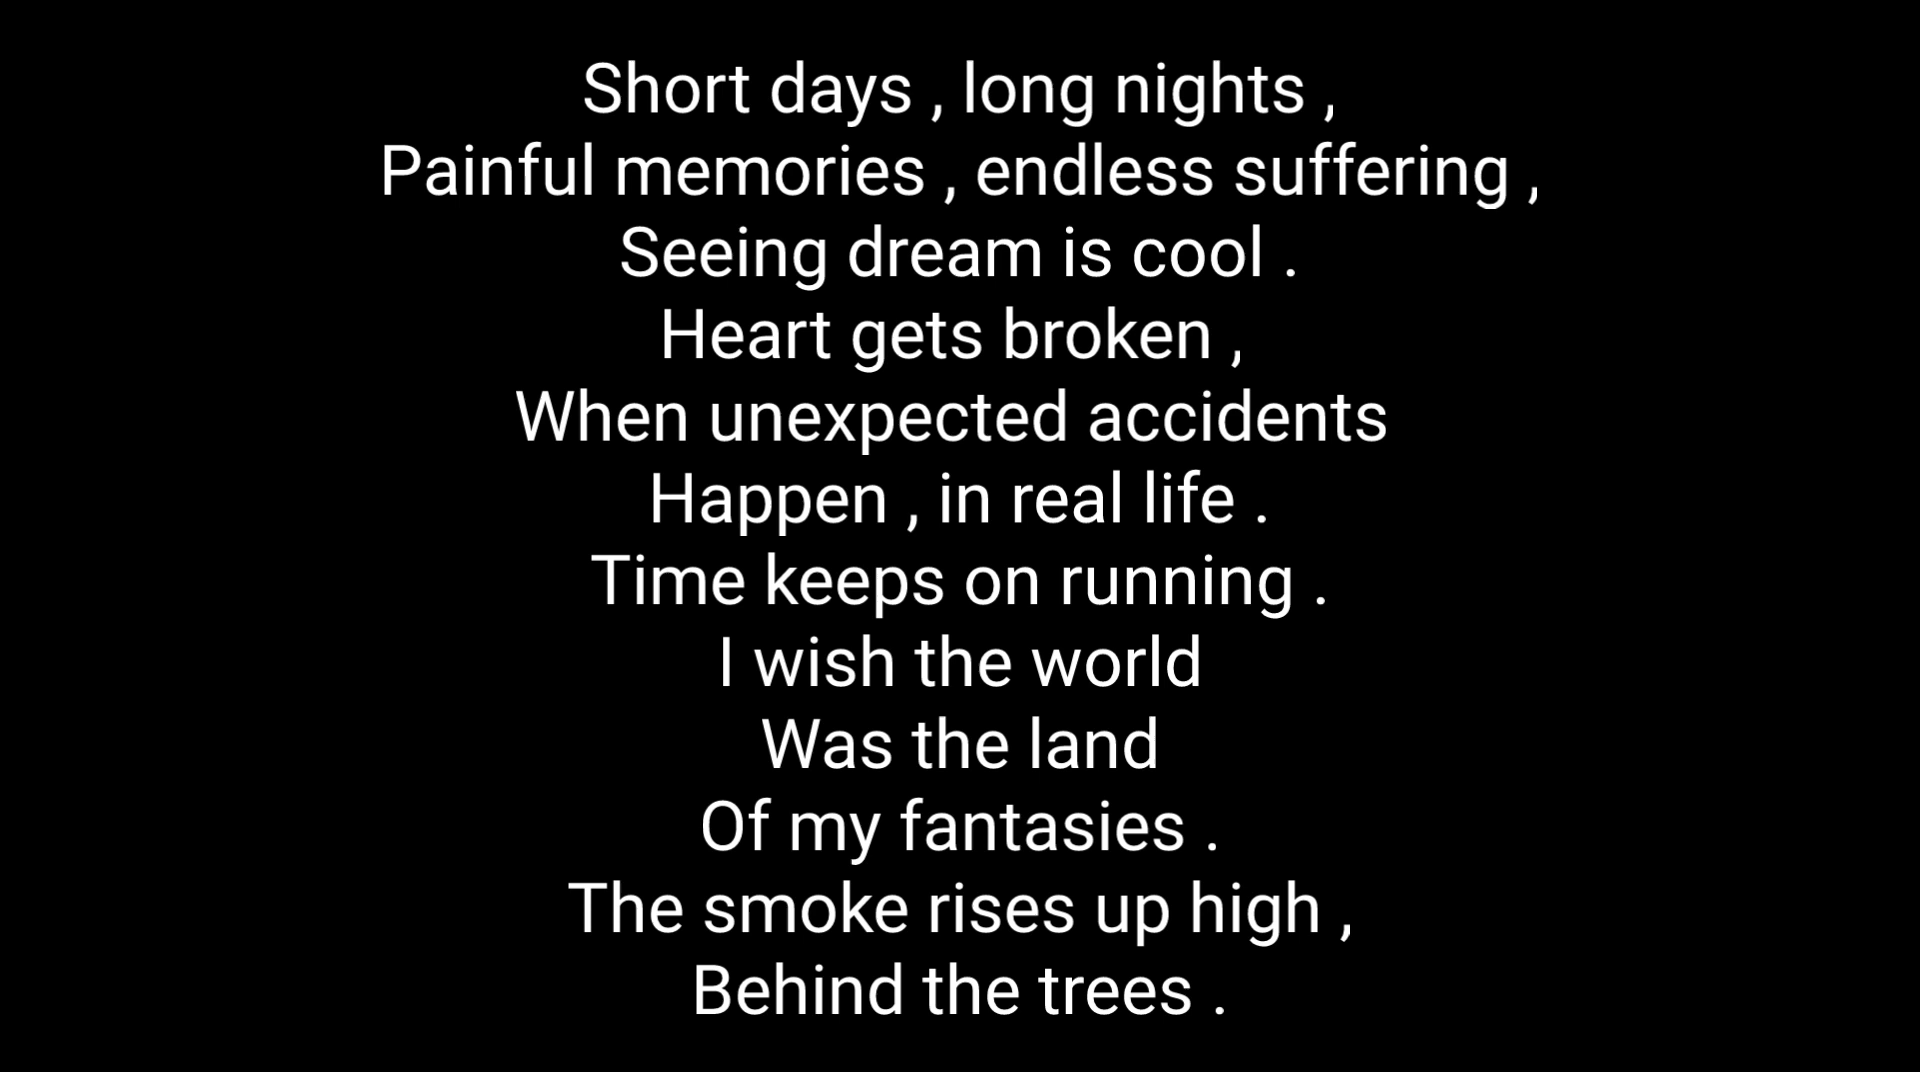 Short days , long nights ,
Painful memories , endless suffering ,
Seeing dream is cool .
Heart gets broken ,
When unexpected accidents
Happen , in real life .
Time keeps on running .
I wish the world
Was the land
Of my fantasies .
The smoke rises up high ,
Behind the trees .